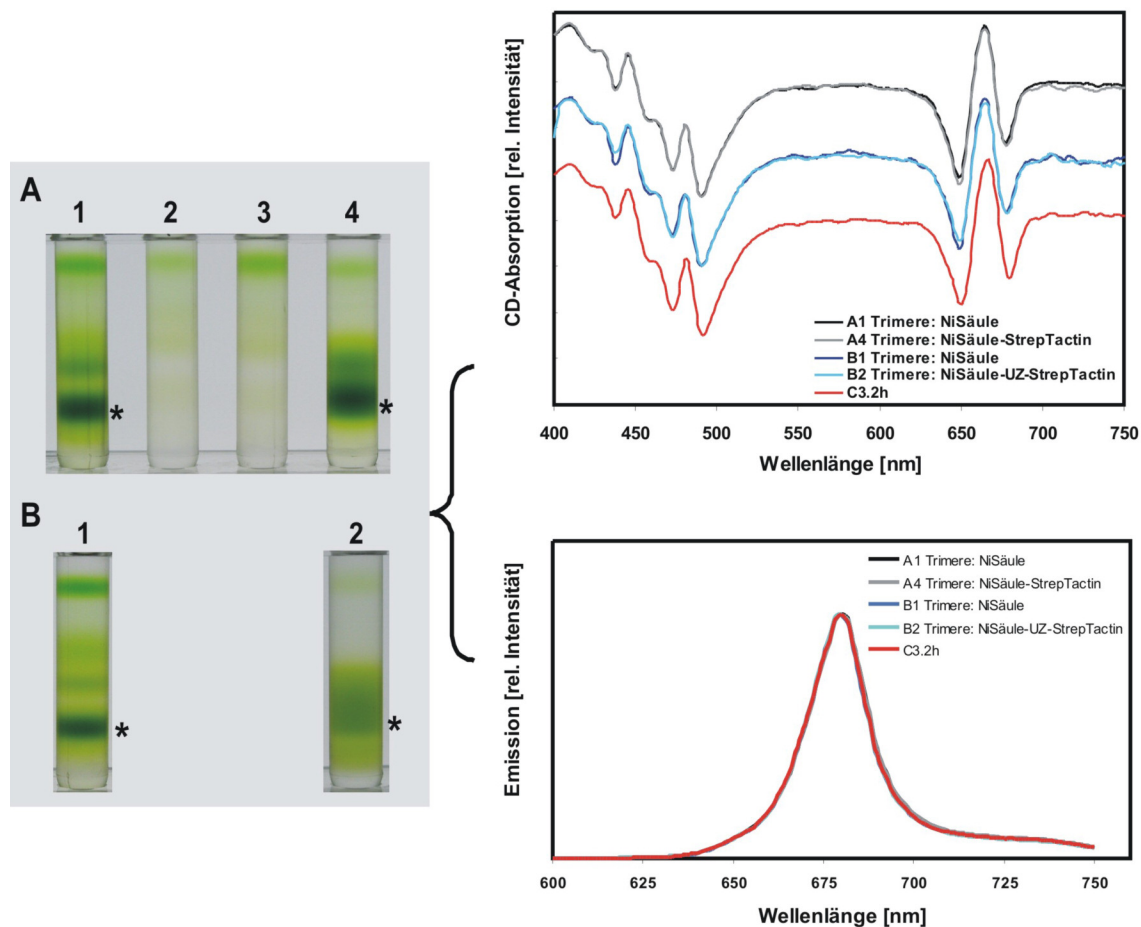 A
1 2 3 4
*
*
B
1 2
*
*
CD-Absorption [rel. Intensität]
A1 Trimere: NiSäule
A4 Trimere: NiSäule-StrepTactin
B1 Trimere: NiSäule
B2 Trimere: NiSäule-UZ-StrepTactin
C3.2h
400 450 500 550 600 650 700 750
Wellenlänge [nm]
Emission [rel. Intensität]
A1 Trimere: NiSäule
A4 Trimere: NiSäule-StrepTactin
B1 Trimere: NiSäule
B2 Trimere: NiSäule-UZ-StrepTactin
C3.2h
600 625 650 675 700 725 750
Wellenlänge [nm]